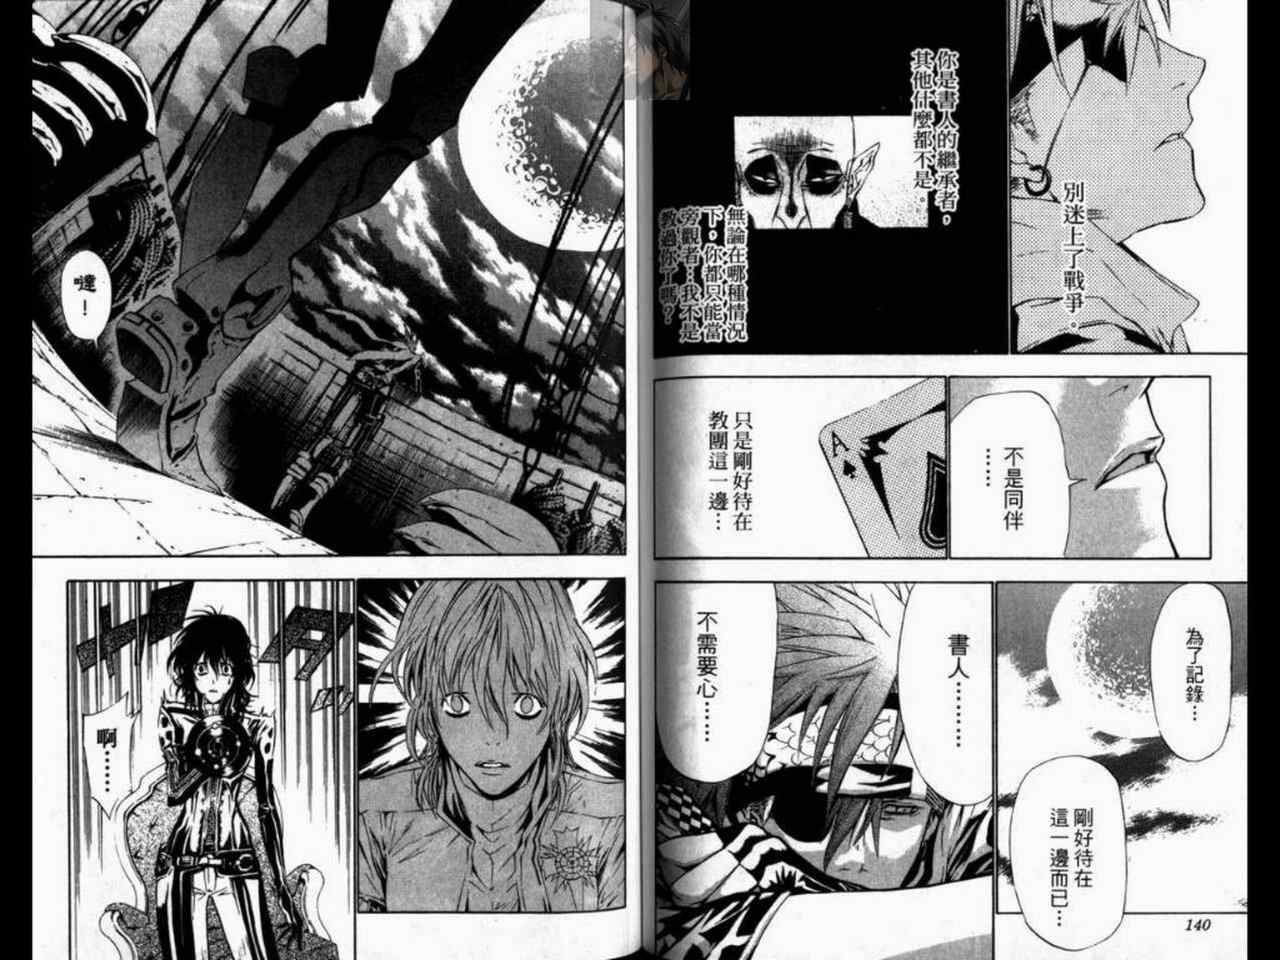 別迷上了戰爭。
你是書人的繼承者，
其他什麼都不是。
無論在哪種情況
下，你都只能當
旁觀者…我不是
教過你了嗎？
不是同伴
……
只是剛好待在
教團這一邊…
為了記錄…
剛好待在
這一邊而已…
書人………
不需要心……
140
噠！
啊……